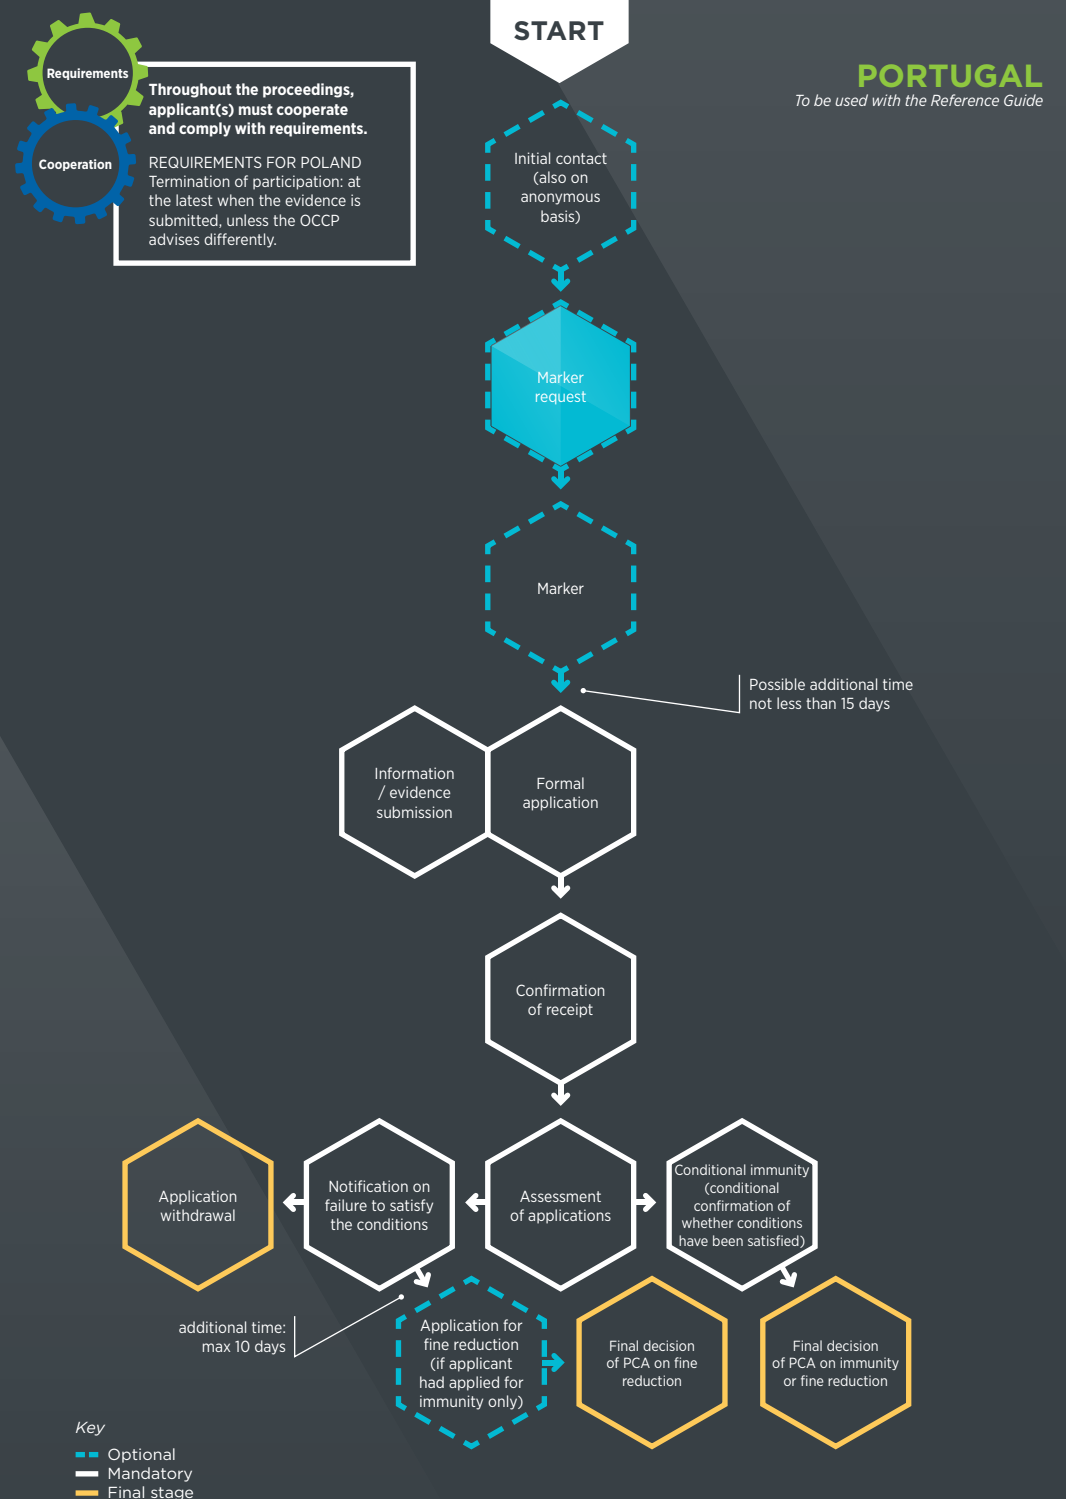 START
PORTUGAL
To be used with the Reference Guide
Requirements
Cooperation
Throughout the proceedings,
applicant(s) must cooperate
and comply with requirements.
REQUIREMENTS FOR POLAND
Termination of participation: at
the latest when the evidence is
submitted, unless the OCCP
advises differently.
Initial contact
(also on
anonymous
basis)
Marker
request
Marker
Possible additional time
not less than 15 days
Information
/ evidence
submission
Formal
application
Confirmation
of receipt
Application
withdrawal
Notification on
failure to satisfy
the conditions
Assessment
of applications
Conditional immunity
(conditional
confirmation of
whether conditions
have been satisfied)
additional time:
max 10 days
Application for
fine reduction
(if applicant
had applied for
immunity only)
Final decision
of PCA on fine
reduction
Final decision
of PCA on immunity
or fine reduction
Key
Optional
Mandatory
Final stage